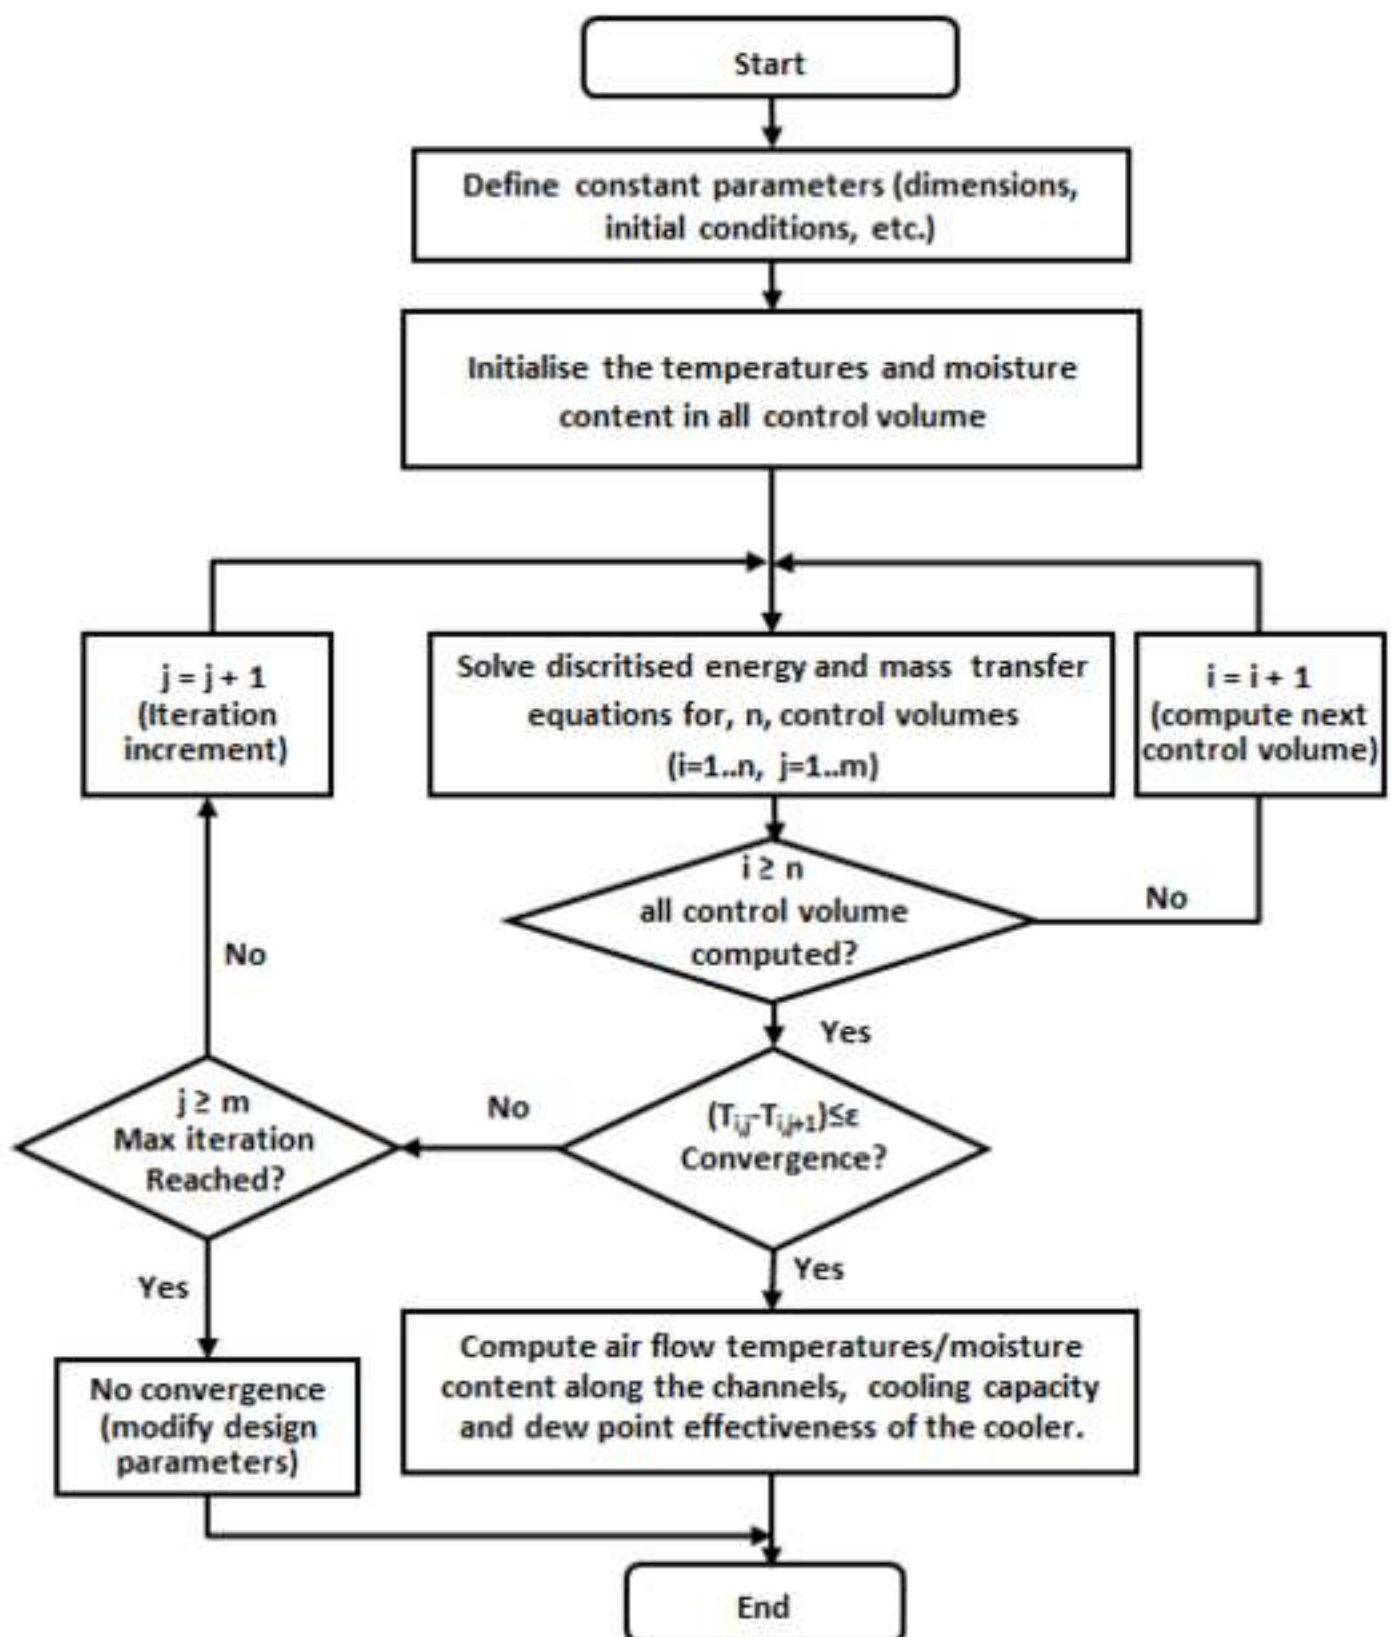 Start
Define constant parameters (dimensions,
initial conditions, etc.)
Initialise the temperatures and moisture
content in all control volume
j = j + 1
(Iteration
increment)
Solve discritised energy and mass transfer
equations for, n, control volumes
(i=1..n, j=1..m)
i = i + 1
(compute next
control volume)
i ≥ n
all control volume
computed?
No
No
Yes
j ≥ m
Max iteration
Reached?
No
(Ti,j-Ti,j+1)≤ε
Convergence?
Yes
Yes
No convergence
(modify design
parameters)
Compute air flow temperatures/moisture
content along the channels, cooling capacity
and dew point effectiveness of the cooler.
End